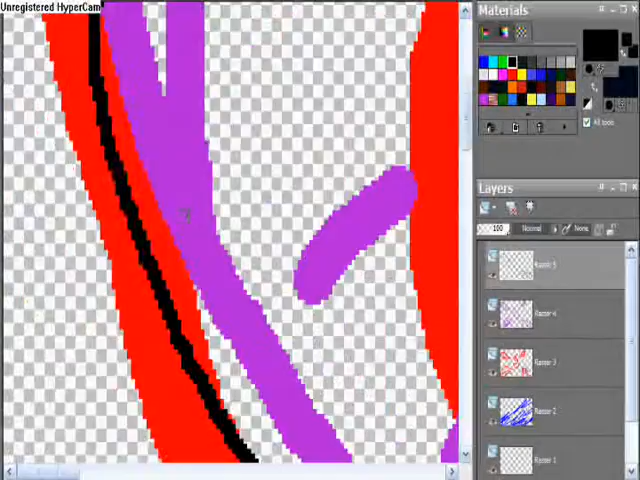 Unregistered HyperCam
Materials
All tools
Layers
100
Normal
None
Raster 5
Raster 4
Raster 3
Raster 2
Raster 1